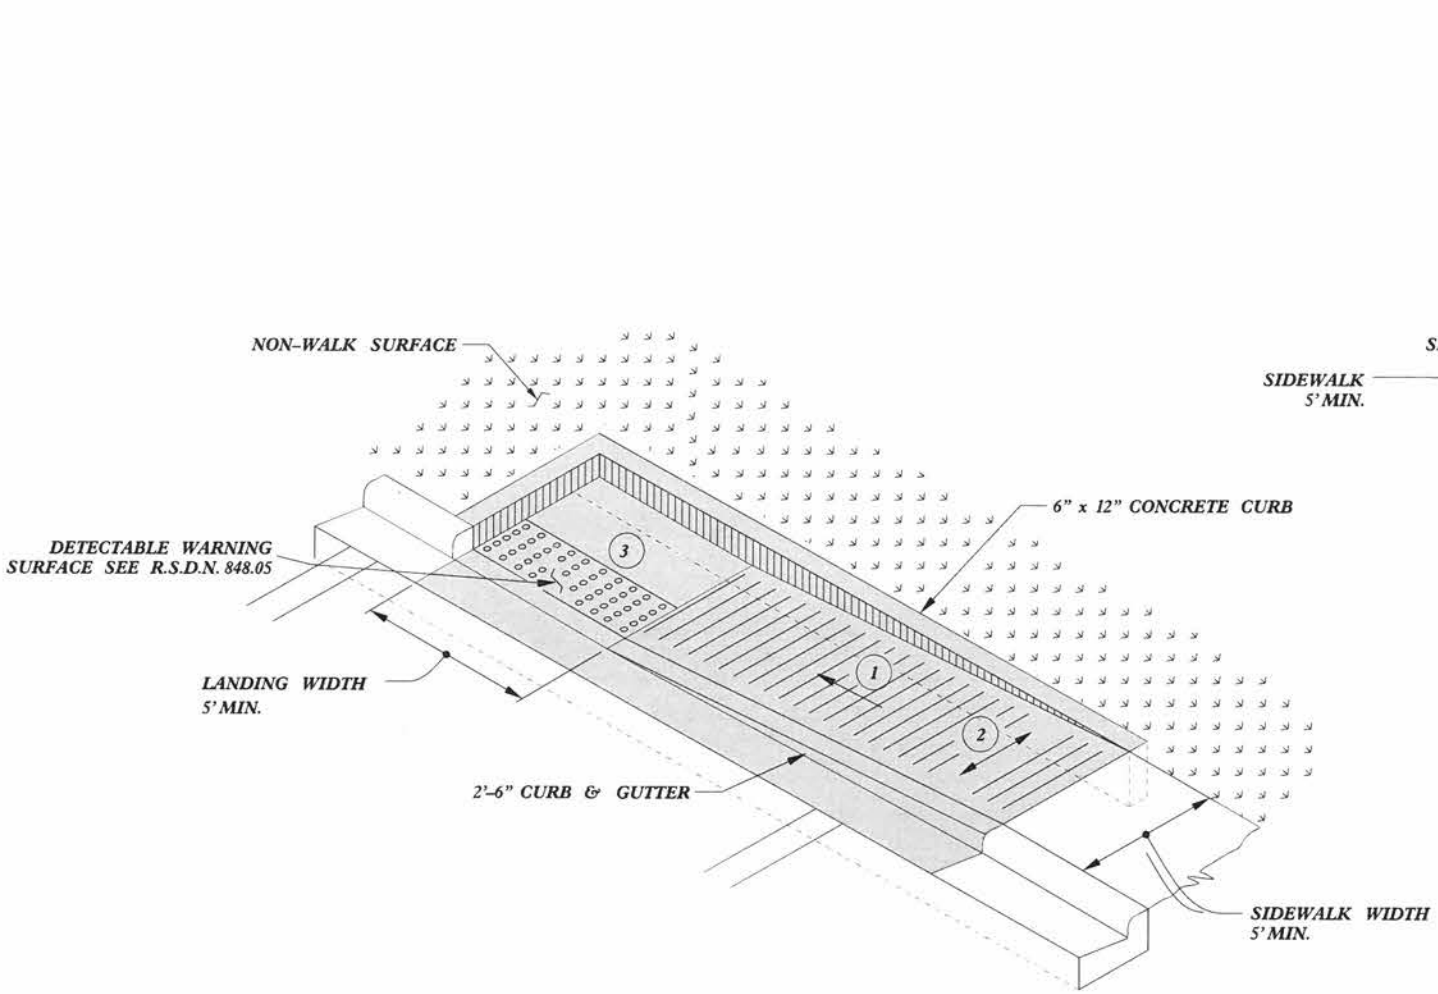 NON-WALK SURFACE
SIDEWALK
5' MIN.
6" x 12" CONCRETE CURB
DETECTABLE WARNING
SURFACE SEE R.S.D.N. 848.05
3
1
LANDING WIDTH
5' MIN.
2
2'-6" CURB & GUTTER
SIDEWALK WIDTH
5' MIN.